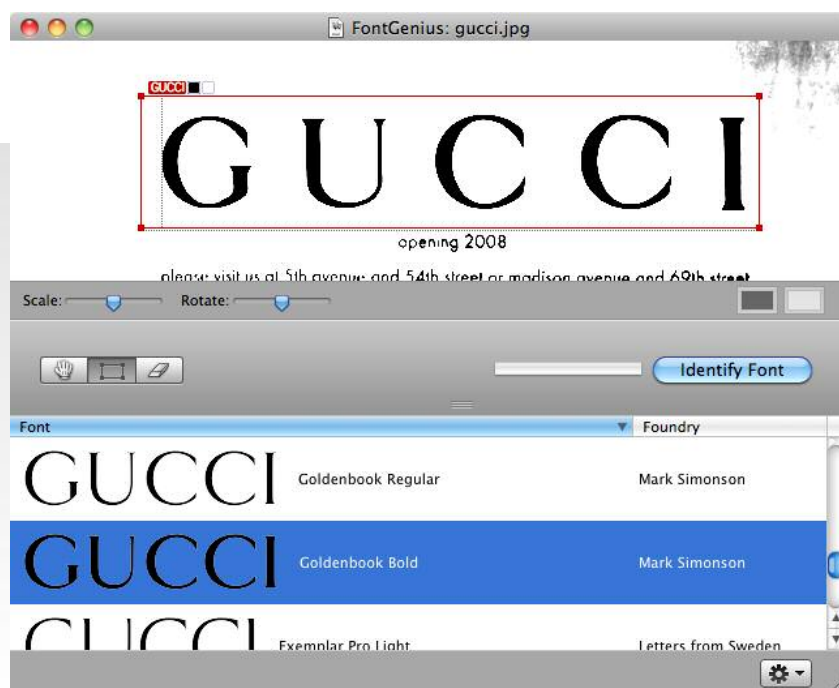 FontGenius: gucci.jpg
GUCCI
GUCCI
opening 2008
please visit us at 5th avenue and 54th street or madison avenue and 69th street
Scale:
Rotate:
Identify Font
Font
Foundry
GUCCI
Goldenbook Regular
Mark Simonson
GUCCI
Goldenbook Bold
Mark Simonson
GUCCI
Exemplar Pro Light
Letters from Sweden